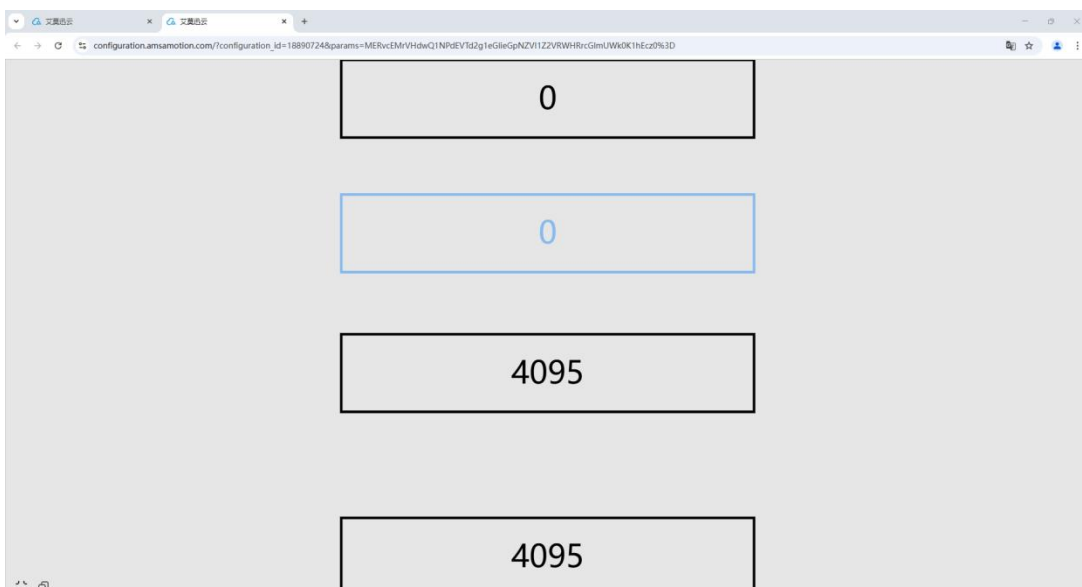 艾莫迅云
艾莫迅云
configuration.amsamotion.com/?configuration_id=18890724&params=MERvcEMrVHdwQ1NPdEVTd2g1eGlieGpNZVI1Z2VRWHRrcGlmUWk0K1hEcz0%3D
0
0
4095
4095